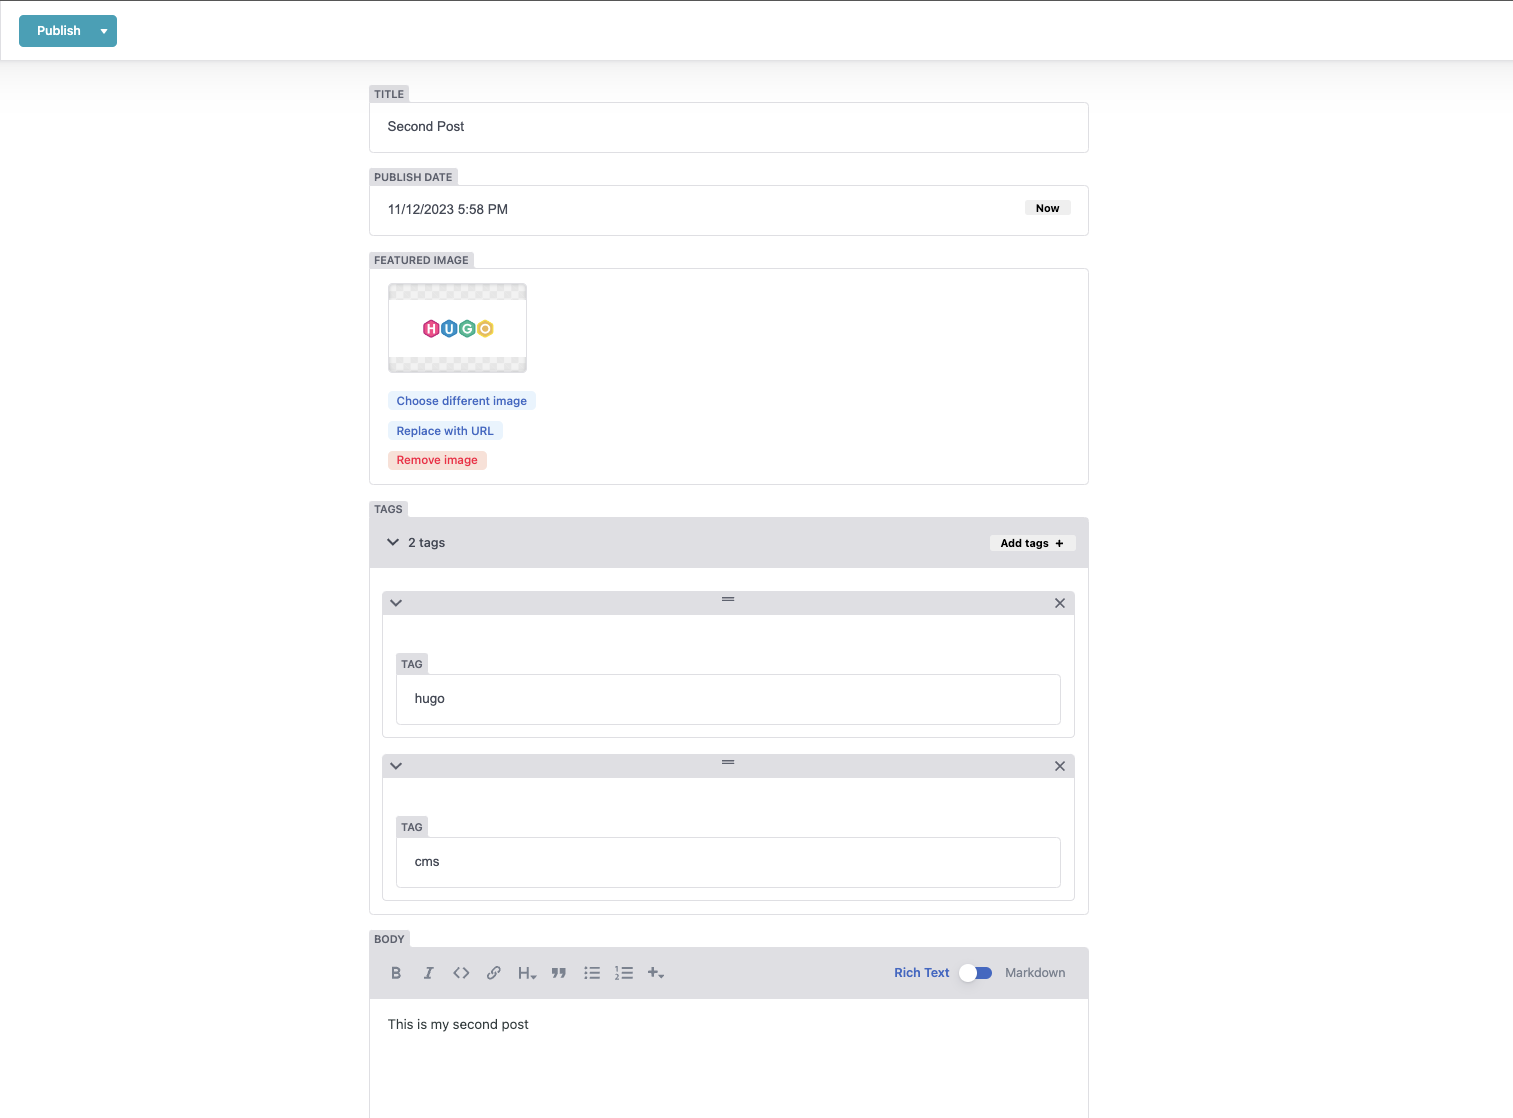 Publish
TITLE
Second Post
PUBLISH DATE
11/12/2023 5:58 PM
Now
FEATURED IMAGE
HUGO
Choose different image
Replace with URL
Remove image
TAGS
2 tags
Add tags +
TAG
hugo
TAG
cms
BODY
B I <> H
Rich Text
Markdown
This is my second post